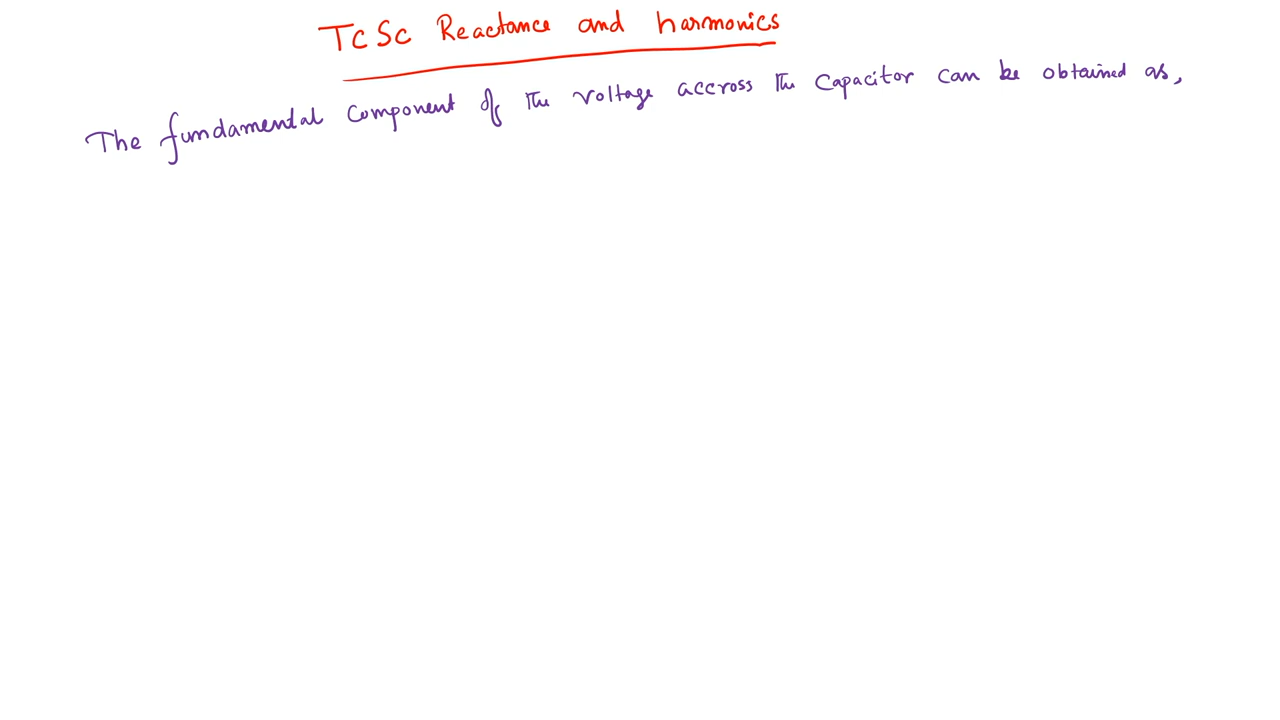 TCSC Reactance and harmonics
The fundamental component of the voltage accross the capacitor can be obtained as,